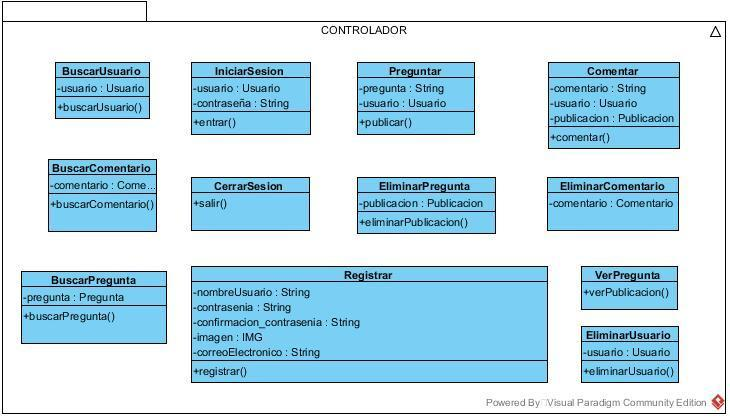 CONTROLADOR
BuscarUsuario
-usuario : Usuario
+buscarUsuario()
IniciarSesion
-usuario : Usuario
-contraseña : String
+entrar()
Preguntar
-pregunta : String
-usuario : Usuario
+publicar()
Comentar
-comentario : String
-usuario : Usuario
-publicacion : Publicacion
+comentar()
BuscarComentario
-comentario : Come...
+buscarComentario()
CerrarSesion
+salir()
EliminarPregunta
-publicacion : Publicacion
+eliminarPublicacion()
EliminarComentario
-comentario : Comentario
BuscarPregunta
-pregunta : Pregunta
+buscarPregunta()
Registrar
-nombreUsuario : String
-contrasenia : String
-confirmacion_contrasenia : String
-imagen : IMG
-correoElectronico : String
+registrar()
VerPregunta
+verPublicacion()
EliminarUsuario
-usuario : Usuario
+eliminarUsuario()
Powered By Visual Paradigm Community Edition